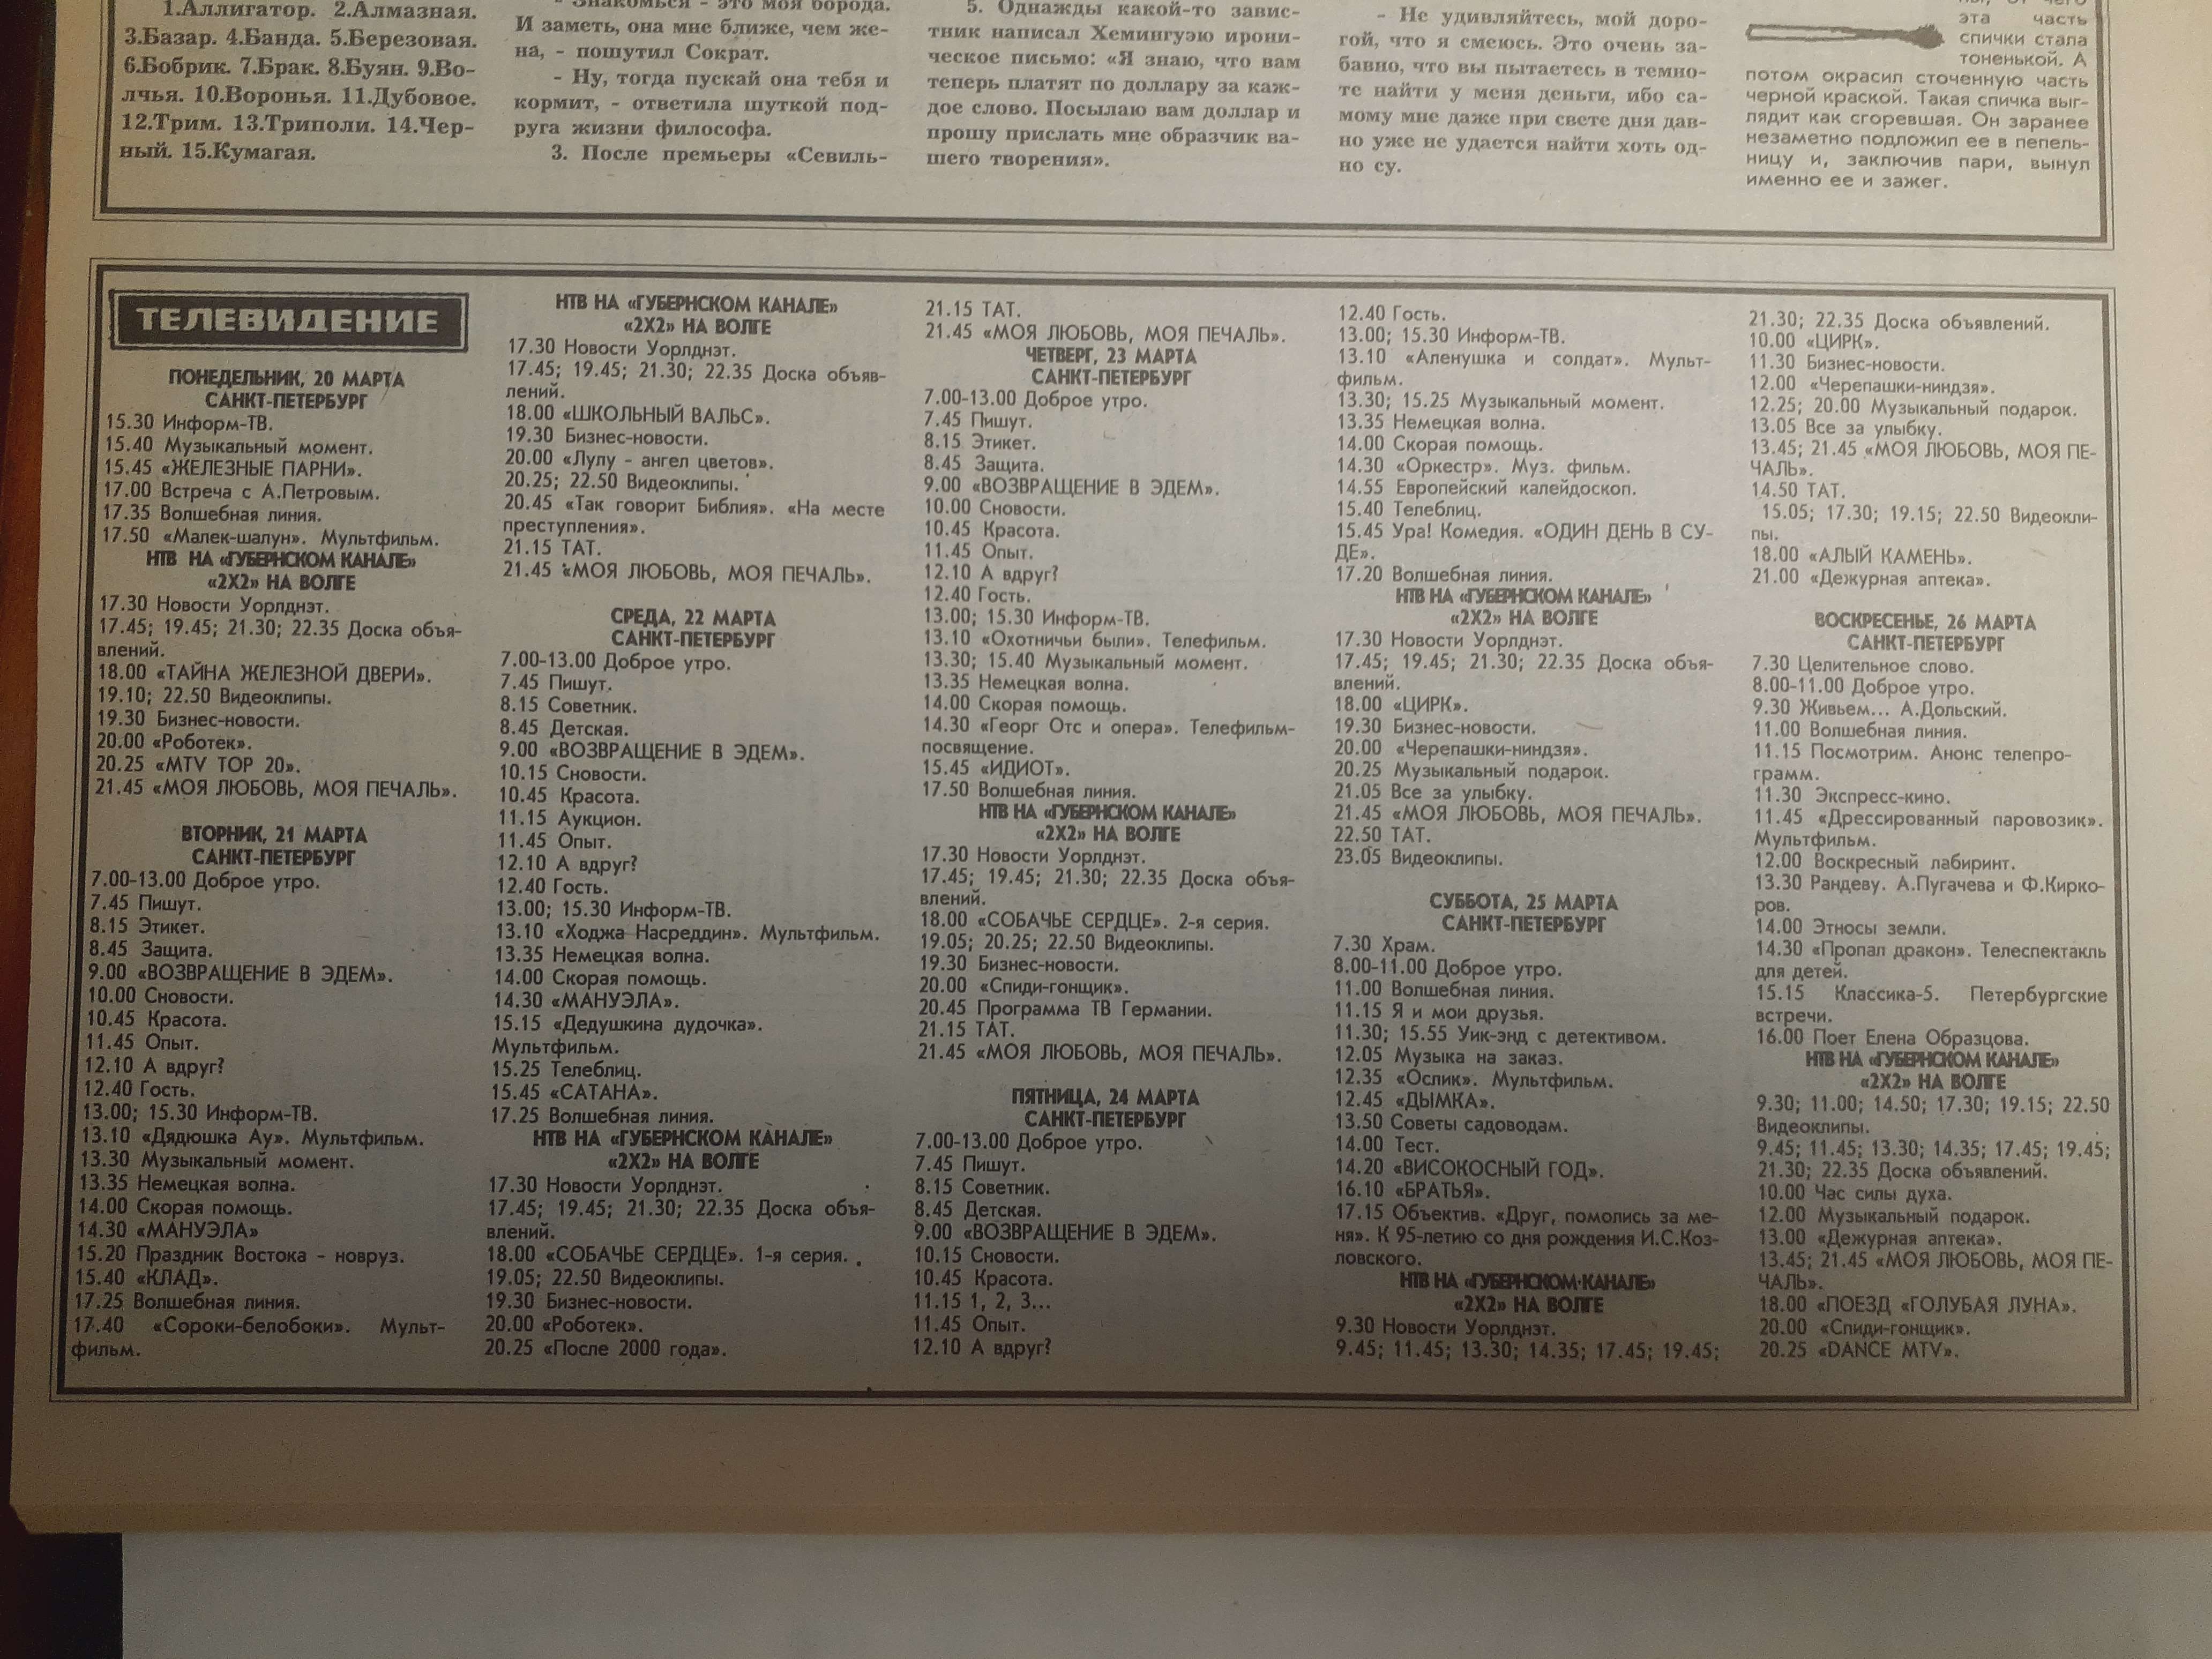 1.Аллигатор. 2.Алмазная.
3.Базар. 4.Банда. 5.Березовая.
6.Бобрик. 7.Брак. 8.Буян. 9.Во-
лчья. 10.Воронья. 11.Дубовое.
12.Трим. 13.Триполи. 14.Чер-
ный. 15.Кумагая.
- Знакомься - это моя борода.
И заметь, она мне ближе, чем же-
на, - пошутил Сократ.
- Ну, тогда пускай она тебя и
кормит, - ответила шуткой под-
руга жизни философа.
3. После премьеры «Севиль-
5. Однажды какой-то завис-
тник написал Хемингуэю ирони-
ческое письмо: «Я знаю, что вам
теперь платят по доллару за каж-
дое слово. Посылаю вам доллар и
прошу прислать мне образчик ва-
шего творения».
- Не удивляйтесь, мой доро-
гой, что я смеюсь. Это очень за-
бавно, что вы пытаетесь в темно-
те найти у меня деньги, ибо са-
мому мне даже при свете дня дав-
но уже не удается найти хоть од-
но су.
эта часть
спички стала
тоненькой. А
потом окрасил сточенную часть
черной краской. Такая спичка выг-
лядит как сгоревшая. Он заранее
незаметно подложил ее в пепель-
ницу и, заключив пари, вынул
именно ее и зажег.
ТЕЛЕВИДЕНИЕ
ПОНЕДЕЛЬНИК, 20 МАРТА
САНКТ-ПЕТЕРБУРГ
15.30 Информ-ТВ.
15.40 Музыкальный момент.
15.45 «ЖЕЛЕЗНЫЕ ПАРНИ».
17.00 Встреча с А.Петровым.
17.35 Волшебная линия.
17.50 «Малек-шалун». Мультфильм.
НТВ НА «ГУБЕРНСКОМ КАНАЛЕ»
«2Х2» НА ВОЛГЕ
17.30 Новости Уорлднэт.
17.45; 19.45; 21.30; 22.35 Доска объя-
влений.
18.00 «ТАЙНА ЖЕЛЕЗНОЙ ДВЕРИ».
19.10; 22.50 Видеоклипы.
19.30 Бизнес-новости.
20.00 «Роботек».
20.25 «MTV TOP 20».
21.45 «МОЯ ЛЮБОВЬ, МОЯ ПЕЧАЛЬ».
ВТОРНИК, 21 МАРТА
САНКТ-ПЕТЕРБУРГ
7.00-13.00 Доброе утро.
7.45 Пишут.
8.15 Этикет.
8.45 Защита.
9.00 «ВОЗВРАЩЕНИЕ В ЭДЕМ».
10.00 Сновости.
10.45 Красота.
11.45 Опыт.
12.10 А вдруг?
12.40 Гость.
13.00; 15.30 Информ-ТВ.
13.10 «Дядюшка Ау». Мультфильм.
13.30 Музыкальный момент.
13.35 Немецкая волна.
14.00 Скорая помощь.
14.30 «МАНУЭЛА»
15.20 Праздник Востока - новруз.
15.40 «КЛАД».
17.25 Волшебная линия.
17.40 «Сороки-белобоки». Мульт-
фильм.
НТВ НА «ГУБЕРНСКОМ КАНАЛЕ»
«2Х2» НА ВОЛГЕ
17.30 Новости Уорлднэт.
17.45; 19.45; 21.30; 22.35 Доска объяв-
лений.
18.00 «ШКОЛЬНЫЙ ВАЛЬС».
19.30 Бизнес-новости.
20.00 «Лулу - ангел цветов».
20.25; 22.50 Видеоклипы.
20.45 «Так говорит Библия». «На месте
преступления».
21.15 ТАТ.
21.45 «МОЯ ЛЮБОВЬ, МОЯ ПЕЧАЛЬ».
СРЕДА, 22 МАРТА
САНКТ-ПЕТЕРБУРГ
7.00-13.00 Доброе утро.
7.45 Пишут.
8.15 Советник.
8.45 Детская.
9.00 «ВОЗВРАЩЕНИЕ В ЭДЕМ».
10.15 Сновости.
10.45 Красота.
11.15 Аукцион.
11.45 Опыт.
12.10 А вдруг?
12.40 Гость.
13.00; 15.30 Информ-ТВ.
13.10 «Ходжа Насреддин». Мультфильм.
13.35 Немецкая волна.
14.00 Скорая помощь.
14.30 «МАНУЭЛА».
15.15 «Дедушкина дудочка».
Мультфильм.
15.25 Телеблиц.
15.45 «САТАНА».
17.25 Волшебная линия.
НТВ НА «ГУБЕРНСКОМ КАНАЛЕ»
«2Х2» НА ВОЛГЕ
17.30 Новости Уорлднэт.
17.45; 19.45; 21.30; 22.35 Доска объя-
влений.
18.00 «СОБАЧЬЕ СЕРДЦЕ». 1-я серия.
19.05; 22.50 Видеоклипы.
19.30 Бизнес-новости.
20.00 «Роботек».
20.25 «После 2000 года».
21.15 ТАТ.
21.45 «МОЯ ЛЮБОВЬ, МОЯ ПЕЧАЛЬ».
ЧЕТВЕРГ, 23 МАРТА
САНКТ-ПЕТЕРБУРГ
7.00-13.00 Доброе утро.
7.45 Пишут.
8.15 Этикет.
8.45 Защита.
9.00 «ВОЗВРАЩЕНИЕ В ЭДЕМ».
10.00 Сновости.
10.45 Красота.
11.45 Опыт.
12.10 А вдруг?
12.40 Гость.
13.00; 15.30 Информ-ТВ.
13.10 «Охотничьи были». Телефильм.
13.30; 15.40 Музыкальный момент.
13.35 Немецкая волна.
14.00 Скорая помощь.
14.30 «Георг Отс и опера». Телефильм-
посвящение.
15.45 «ИДИОТ».
17.50 Волшебная линия.
НТВ НА «ГУБЕРНСКОМ КАНАЛЕ»
«2Х2» НА ВОЛГЕ
17.30 Новости Уорлднэт.
17.45; 19.45; 21.30; 22.35 Доска объя-
влений.
18.00 «СОБАЧЬЕ СЕРДЦЕ». 2-я серия.
19.05; 20.25; 22.50 Видеоклипы.
19.30 Бизнес-новости.
20.00 «Спиди-гонщик».
20.45 Программа ТВ Германии.
21.15 ТАТ.
21.45 «МОЯ ЛЮБОВЬ, МОЯ ПЕЧАЛЬ».
ПЯТНИЦА, 24 МАРТА
САНКТ-ПЕТЕРБУРГ
7.00-13.00 Доброе утро.
7.45 Пишут.
8.15 Советник.
8.45 Детская.
9.00 «ВОЗВРАЩЕНИЕ В ЭДЕМ».
10.15 Сновости.
10.45 Красота.
11.15 1, 2, 3...
11.45 Опыт.
12.10 А вдруг?
12.40 Гость.
13.00; 15.30 Информ-ТВ.
13.10 «Аленушка и солдат». Мульт-
фильм.
13.30; 15.25 Музыкальный момент.
13.35 Немецкая волна.
14.00 Скорая помощь.
14.30 «Оркестр». Муз. фильм.
14.55 Европейский калейдоскоп.
15.40 Телеблиц.
15.45 Ура! Комедия. «ОДИН ДЕНЬ В СУ-
ДЕ».
17.20 Волшебная линия.
НТВ НА «ГУБЕРНСКОМ КАНАЛЕ»
«2Х2» НА ВОЛГЕ
17.30 Новости Уорлднэт.
17.45; 19.45; 21.30; 22.35 Доска объя-
влений.
18.00 «ЦИРК».
19.30 Бизнес-новости.
20.00 «Черепашки-ниндзя».
20.25 Музыкальный подарок.
21.05 Все за улыбку.
21.45 «МОЯ ЛЮБОВЬ, МОЯ ПЕЧАЛЬ».
22.50 ТАТ.
23.05 Видеоклипы.
СУББОТА, 25 МАРТА
САНКТ-ПЕТЕРБУРГ
7.30 Храм.
8.00-11.00 Доброе утро.
11.00 Волшебная линия.
11.15 Я и мои друзья.
11.30; 15.55 Уик-энд с детективом.
12.05 Музыка на заказ.
12.35 «Ослик». Мультфильм.
12.45 «ДЫМКА».
13.50 Советы садоводам.
14.00 Тест.
14.20 «ВИСОКОСНЫЙ ГОД».
16.10 «БРАТЬЯ».
17.15 Объектив. «Друг, помолись за ме-
ня». К 95-летию со дня рождения И.С.Коз-
ловского.
НТВ НА «ГУБЕРНСКОМ КАНАЛЕ»
«2Х2» НА ВОЛГЕ
9.30 Новости Уорлднэт.
9.45; 11.45; 13.30; 14.35; 17.45; 19.45;
21.30; 22.35 Доска объявлений.
10.00 «ЦИРК».
11.30 Бизнес-новости.
12.00 «Черепашки-ниндзя».
12.25; 20.00 Музыкальный подарок.
13.05 Все за улыбку.
13.45; 21.45 «МОЯ ЛЮБОВЬ, МОЯ ПЕ-
ЧАЛЬ».
14.50 ТАТ.
15.05; 17.30; 19.15; 22.50 Видеокли-
пы.
18.00 «АЛЫЙ КАМЕНЬ».
21.00 «Дежурная аптека».
ВОСКРЕСЕНЬЕ, 26 МАРТА
САНКТ-ПЕТЕРБУРГ
7.30 Целительное слово.
8.00-11.00 Доброе утро.
9.30 Живьем... А.Дольский.
11.00 Волшебная линия.
11.15 Посмотрим. Анонс телепро-
грамм.
11.30 Экспресс-кино.
11.45 «Дрессированный паровозик».
Мультфильм.
12.00 Воскресный лабиринт.
13.30 Рандеву. А.Пугачева и Ф.Кирко-
ров.
14.00 Этносы земли.
14.30 «Пропал дракон». Телеспектакль
для детей.
15.15 Классика-5. Петербургские
встречи.
16.00 Поет Елена Образцова.
НТВ НА «ГУБЕРНСКОМ КАНАЛЕ»
«2Х2» НА ВОЛГЕ
9.30; 11.00; 14.50; 17.30; 19.15; 22.50
Видеоклипы.
9.45; 11.45; 13.30; 14.35; 17.45; 19.45;
21.30; 22.35 Доска объявлений.
10.00 Час силы духа.
12.00 Музыкальный подарок.
13.00 «Дежурная аптека».
13.45; 21.45 «МОЯ ЛЮБОВЬ, МОЯ ПЕ-
ЧАЛЬ».
18.00 «ПОЕЗД «ГОЛУБАЯ ЛУНА».
20.00 «Спиди-гонщик».
20.25 «DANCE MTV».